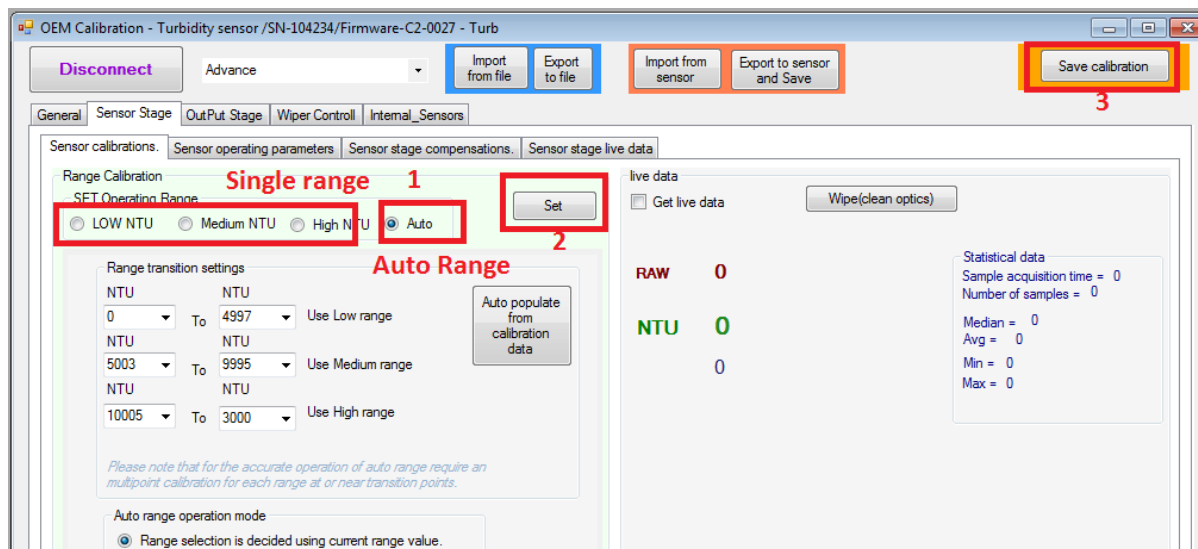 OEM Calibration - Turbidity sensor /SN-104234/Firmware-C2-0027 - Turb
Disconnect
Advance
Import from file
Export to file
Import from sensor
Export to sensor and Save
Save calibration
3
General
Sensor Stage
OutPut Stage
Wiper Controll
Internal_Sensors
Sensor calibrations.
Sensor operating parameters
Sensor stage compensations.
Sensor stage live data
Range Calibration
Single range
1
SET Operating Range
LOW NTU
Medium NTU
High NTU
Auto
Set
2
Auto Range
Range transition settings
NTU NTU
0 To 4997 Use Low range
NTU NTU
5003 To 9995 Use Medium range
NTU NTU
10005 To 3000 Use High range
Auto populate
from
calibration
data
Please note that for the accurate operation of auto range require an
multipoint calibration for each range at or near transition points.
Auto range operation mode
Range selection is decided using current range value.
live data
Get live data
Wipe(clean optics)
RAW 0
NTU 0
0
Statistical data
Sample acquisition time = 0
Number of samples = 0
Median = 0
Avg = 0
Min = 0
Max = 0